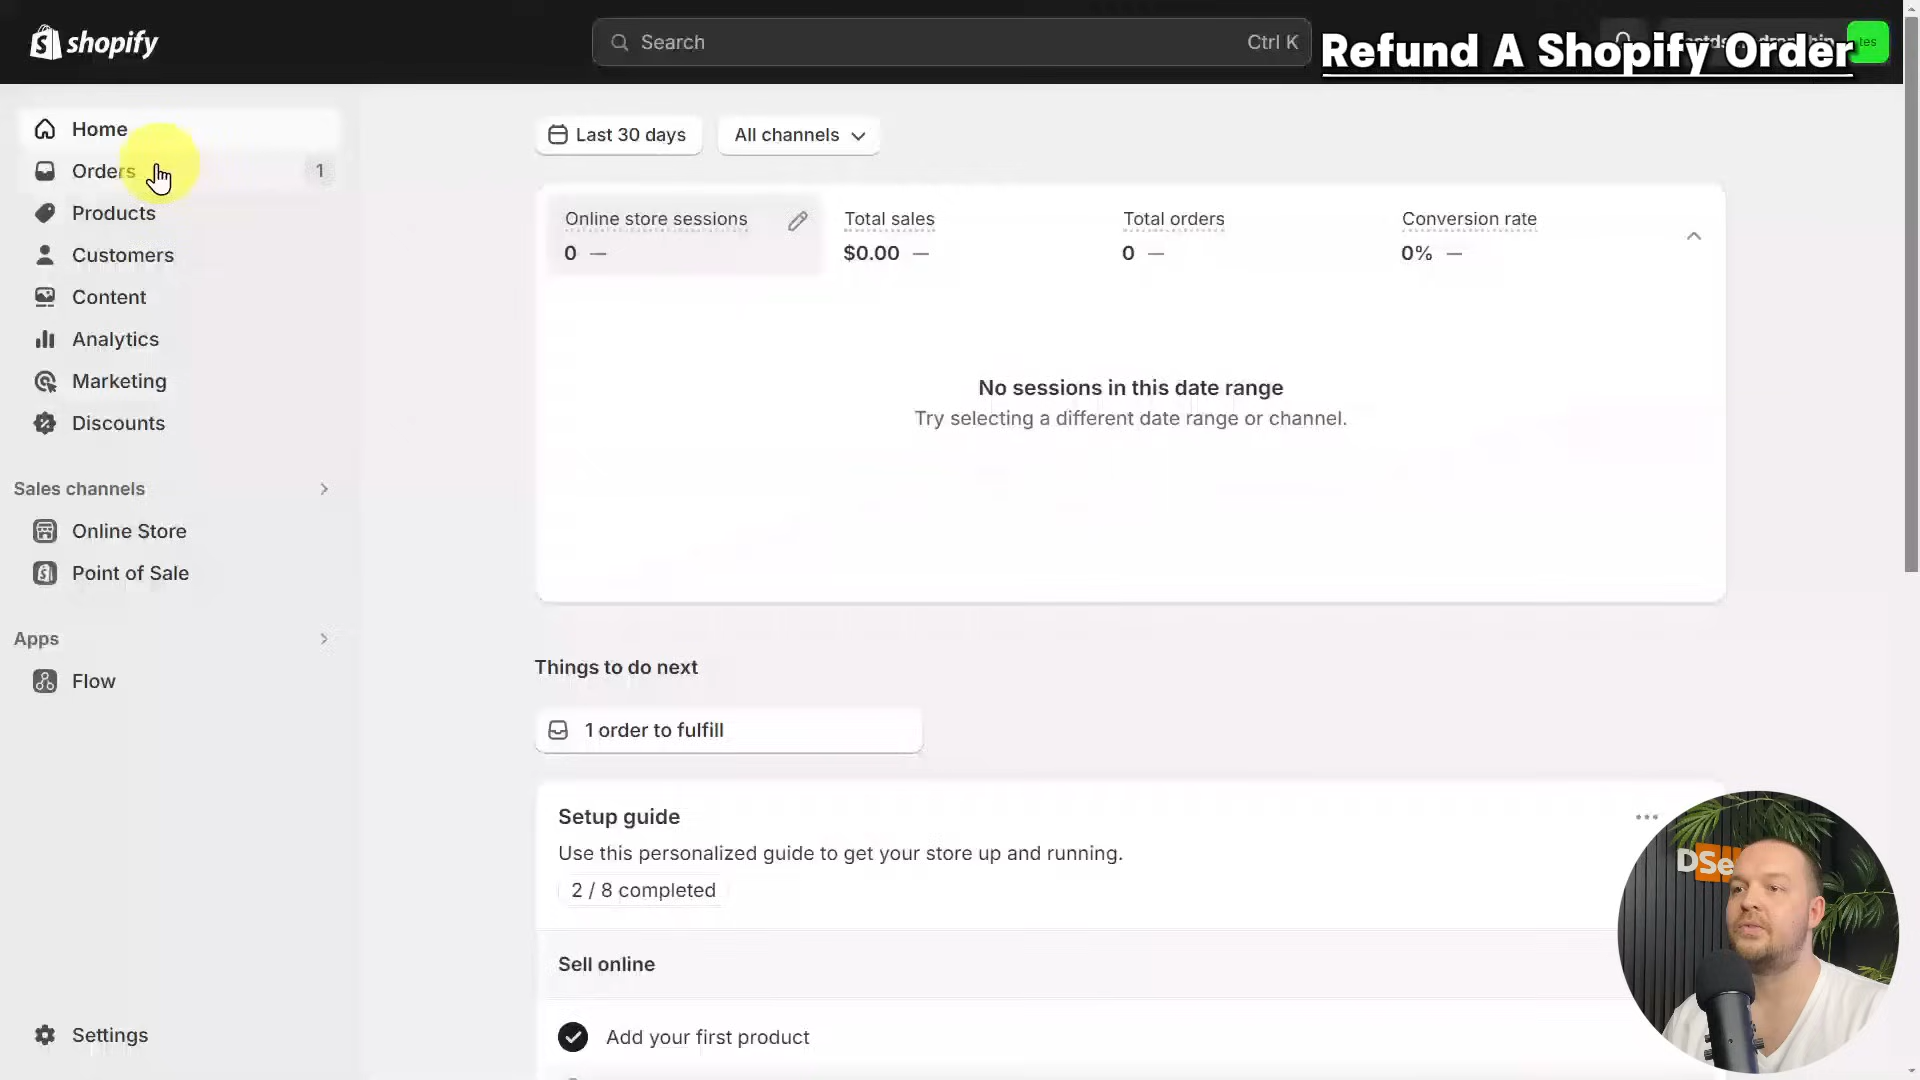 shopify
Search
Ctrl K
Refund A Shopify Order
tes
Home
Orders
1
Products
Customers
Content
Analytics
Marketing
Discounts
Sales channels
Online Store
Point of Sale
Apps
Flow
Settings
Last 30 days
All channels
Online store sessions
0 —
Total sales
$0.00 —
Total orders
0 —
Conversion rate
0% —
No sessions in this date range
Try selecting a different date range or channel.
Things to do next
1 order to fulfill
Setup guide
Use this personalized guide to get your store up and running.
2 / 8 completed
Sell online
Add your first product
DSe